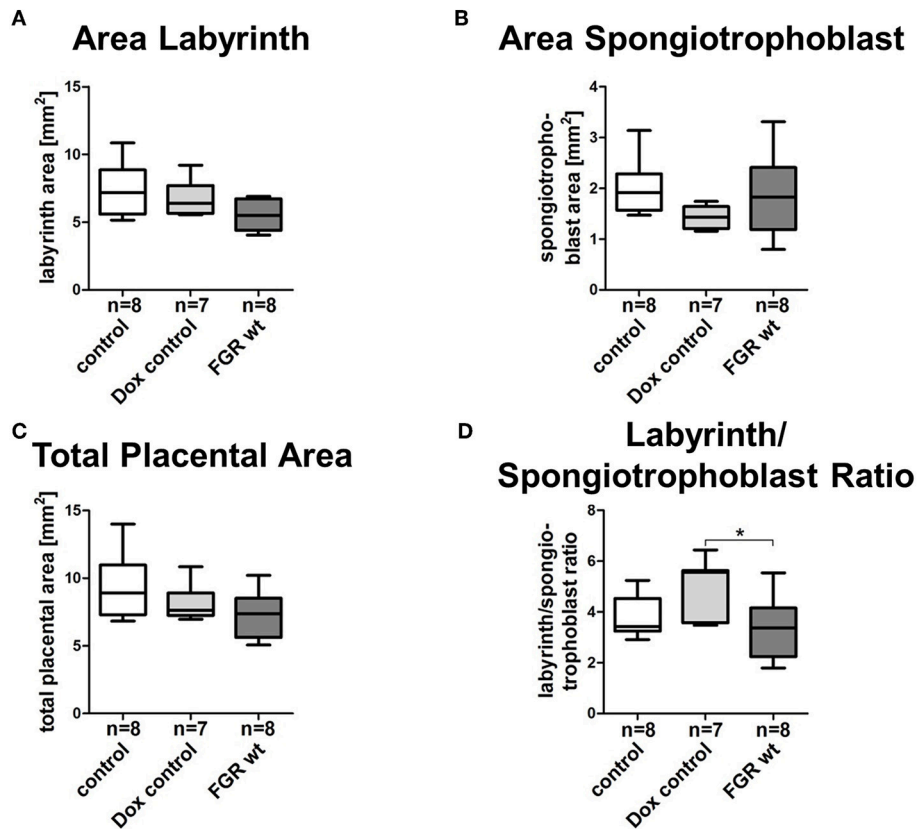 A
Area Labyrinth
labyrinth area [mm²]
15
10
5
0
n=8
n=7
n=8
control
Dox control
FGR wt
B
Area Spongiotrophoblast
spongiotropho-
blast area [mm²]
4
3
2
1
0
n=8
n=7
n=8
control
Dox control
FGR wt
C
Total Placental Area
total placental area [mm²]
15
10
5
0
n=8
n=7
n=8
control
Dox control
FGR wt
D
Labyrinth/
Spongiotrophoblast Ratio
labyrinth/spongio-
trophoblast ratio
8
6
4
2
0
*
n=8
n=7
n=8
control
Dox control
FGR wt